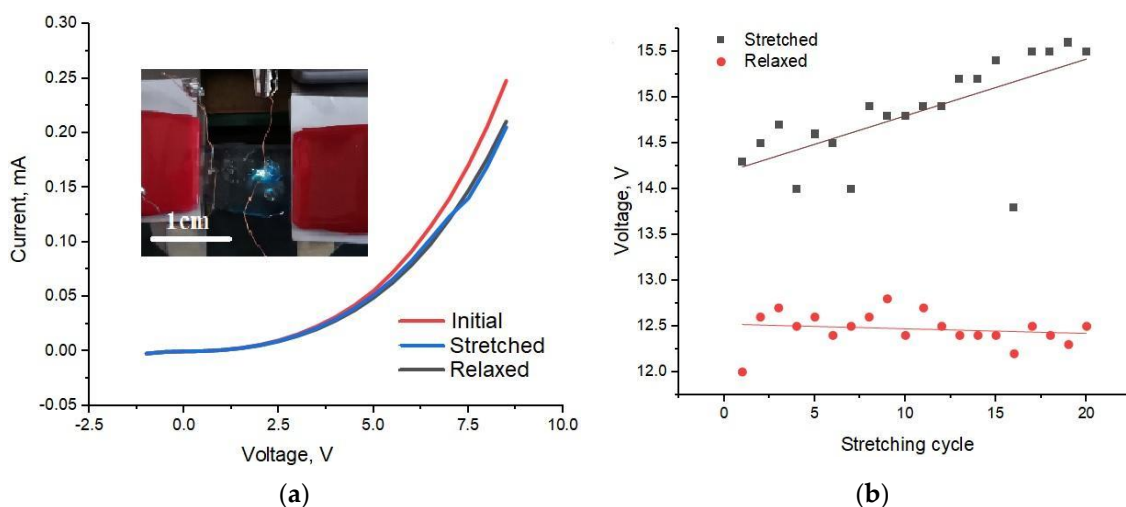 0.30
0.25
0.20
0.15
0.10
0.05
0.00
-0.05
Current, mA
1cm
Initial
Stretched
Relaxed
-2.5 0.0 2.5 5.0 7.5 10.0
Voltage, V
(a)
Stretched
Relaxed
15.5
15.0
14.5
14.0
13.5
13.0
12.5
12.0
Voltage, V
0 5 10 15 20
Stretching cycle
(b)